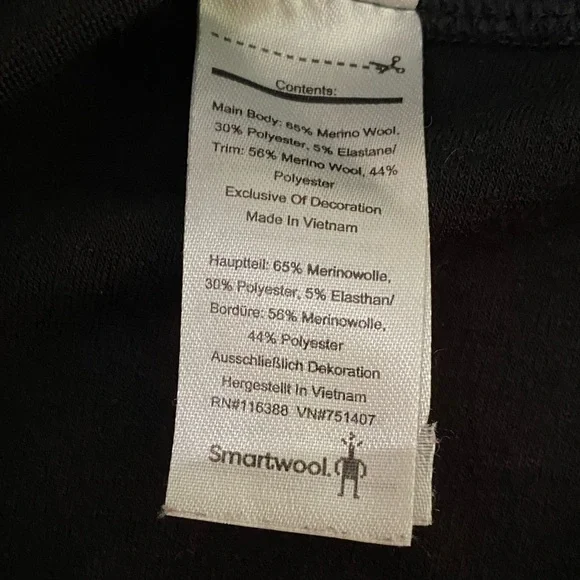 Contents:
Main Body: 65% Merino Wool,
30% Polyester, 5% Elastane/
Trim: 56% Merino Wool, 44%
Polyester
Exclusive Of Decoration
Made In Vietnam
Hauptteil: 65% Merinowolle,
30% Polyester, 5% Elasthan/
Bordüre: 56% Merinowolle,
44% Polyester
Ausschließlich Dekoration
Hergestellt In Vietnam
RN#116388 VN#751407
Smartwool.